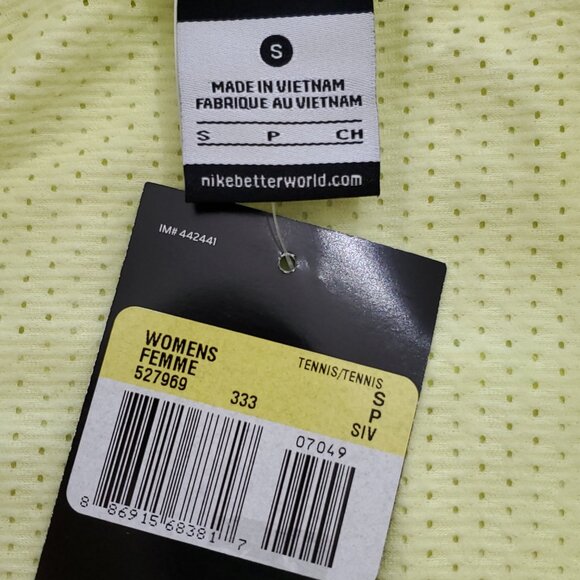 S
MADE IN VIETNAM
FABRIQUE AU VIETNAM
S P CH
nikebetterworld.com
IM# 442441
WOMENS
FEMME
527969 333
TENNIS/TENNIS
S
P
SIV
07049
8 86915 68381 7